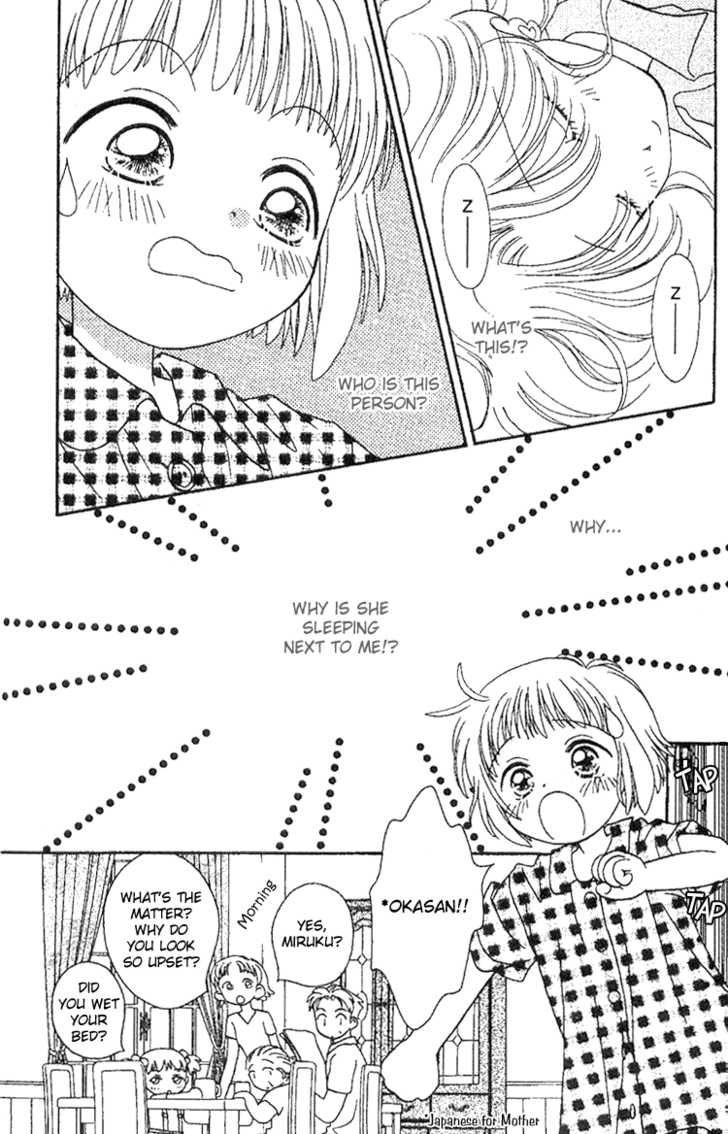 Z
Z
WHAT'S
THIS!?
WHO IS THIS
PERSON?
WHY...
WHY IS SHE
SLEEPING
NEXT TO ME!?
TAP
TAP
*OKASAN!!
YES,
MIRUKU?
Morning
WHAT'S THE
MATTER?
WHY DO
YOU LOOK
SO UPSET?
DID
YOU WET
YOUR
BED?
*Japanese for Mother